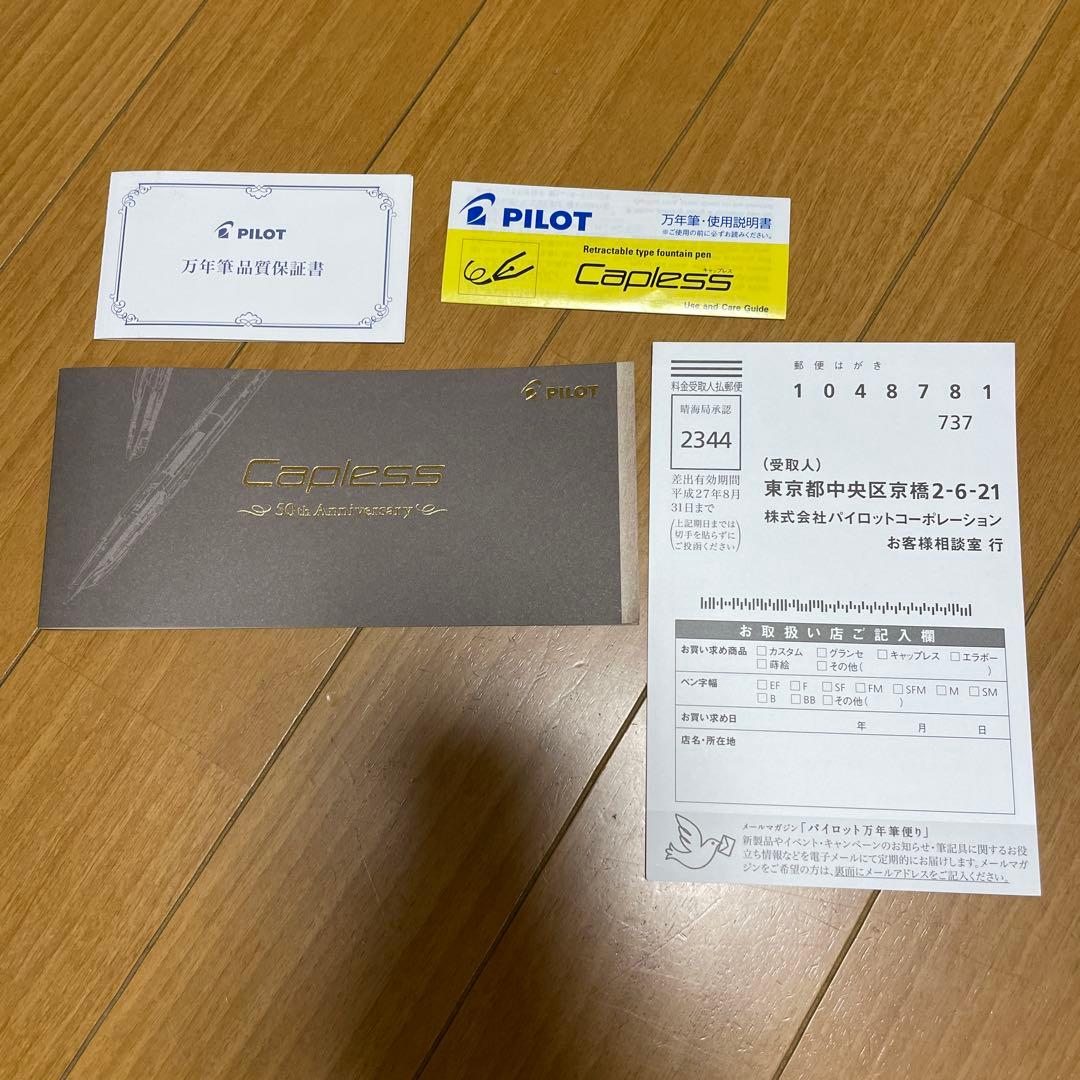 PILOT
万年筆品質保証書
PILOT
万年筆・使用説明書
※ご使用の前に必ずお読みください。
Retractable type fountain pen
キャップレス
Capless
Use and Care Guide
PILOT
Capless
50th Anniversary
郵便はがき
料金受取人払郵便
1048781
737
晴海局承認
2344
差出有効期間
平成27年8月
31日まで
(上記期日までは
切手を貼らずに
ご投函ください)
(受取人)
東京都中央区京橋2-6-21
株式会社パイロットコーポレーション
お客様相談室 行
お取扱い店ご記入欄
お買い求め商品 □カスタム □グランセ □キャップレス □エラボー
□蒔絵 □その他( )
ペン字幅 □EF □F □SF □FM □SFM □M □SM
□B □BB □その他( )
お買い求め日 年 月 日
店名・所在地
メールマガジン「パイロット万年筆便り」
新製品やイベント・キャンペーンのお知らせ・筆記具に関するお役
立ち情報などを電子メールにて定期的にお届けします。メールマガ
ジンをご希望の方は、裏面にメールアドレスをご記入ください。